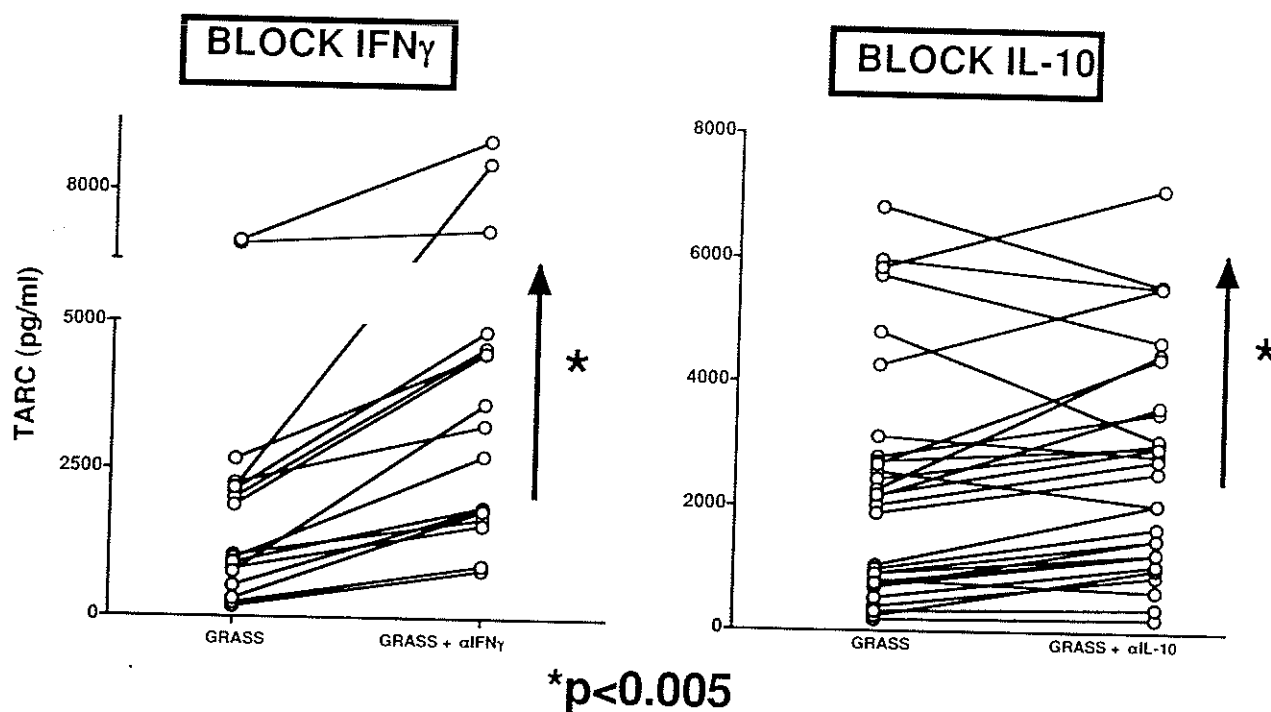 BLOCK IFNγ
BLOCK IL-10
TARC (pg/ml)
8000
5000
2500
0
GRASS
GRASS + αIFNγ
*
8000
6000
4000
2000
0
GRASS
GRASS + αIL-10
*
*p<0.005